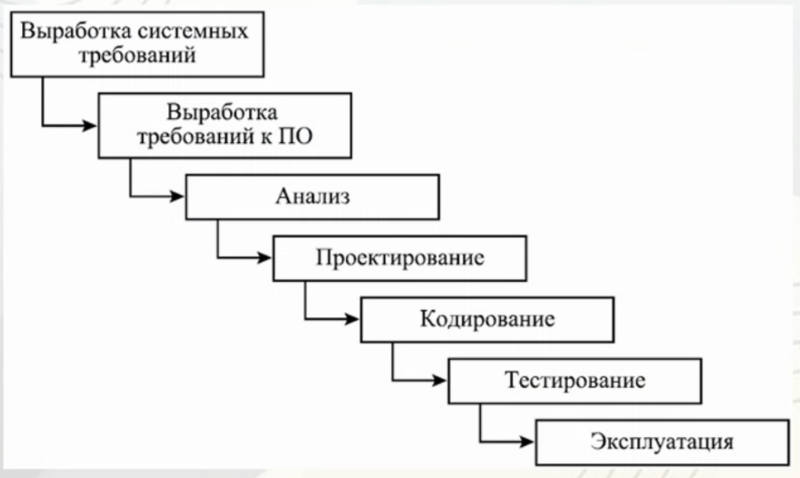 Выработка системных
требований
Выработка
требований к ПО
Анализ
Проектирование
Кодирование
Тестирование
Эксплуатация